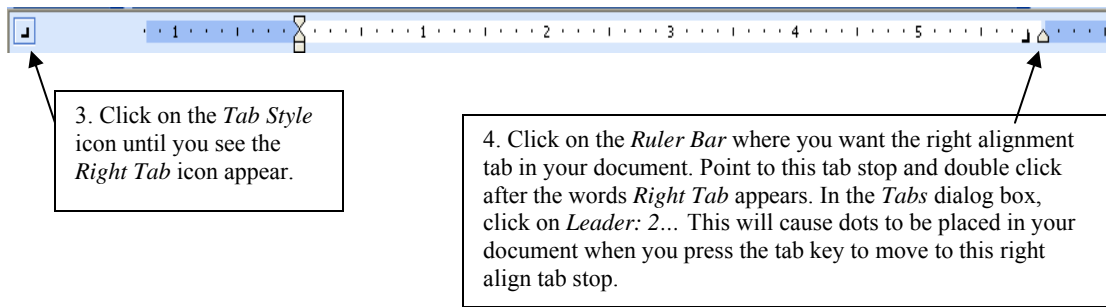 1 1 2 3 4 5
3. Click on the Tab Style
icon until you see the
Right Tab icon appear.
4. Click on the Ruler Bar where you want the right alignment
tab in your document. Point to this tab stop and double click
after the words Right Tab appears. In the Tabs dialog box,
click on Leader: 2… This will cause dots to be placed in your
document when you press the tab key to move to this right
align tab stop.